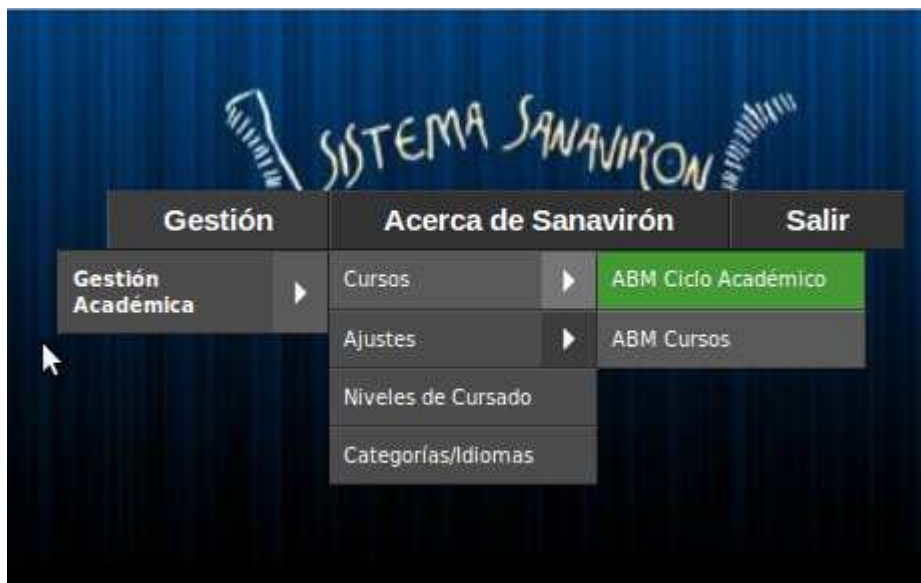 SISTEMA SANAVIRON
Gestión
Acerca de Sanavirón
Salir
Gestión
Académica
Cursos
ABM Ciclo Académico
Ajustes
ABM Cursos
Niveles de Cursado
Categorías/Idiomas